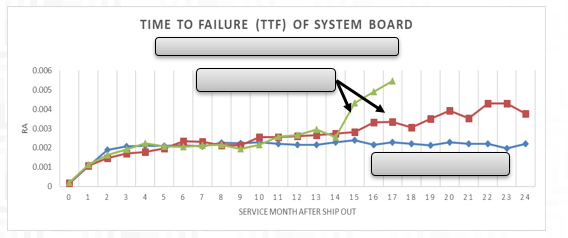 TIME TO FAILURE (TTF) OF SYSTEM BOARD
0.006
0.005
0.004
0.003
0.002
0.001
0
RA
0 1 2 3 4 5 6 7 8 9 10 11 12 13 14 15 16 17 18 19 20 21 22 23 24
SERVICE MONTH AFTER SHIP OUT